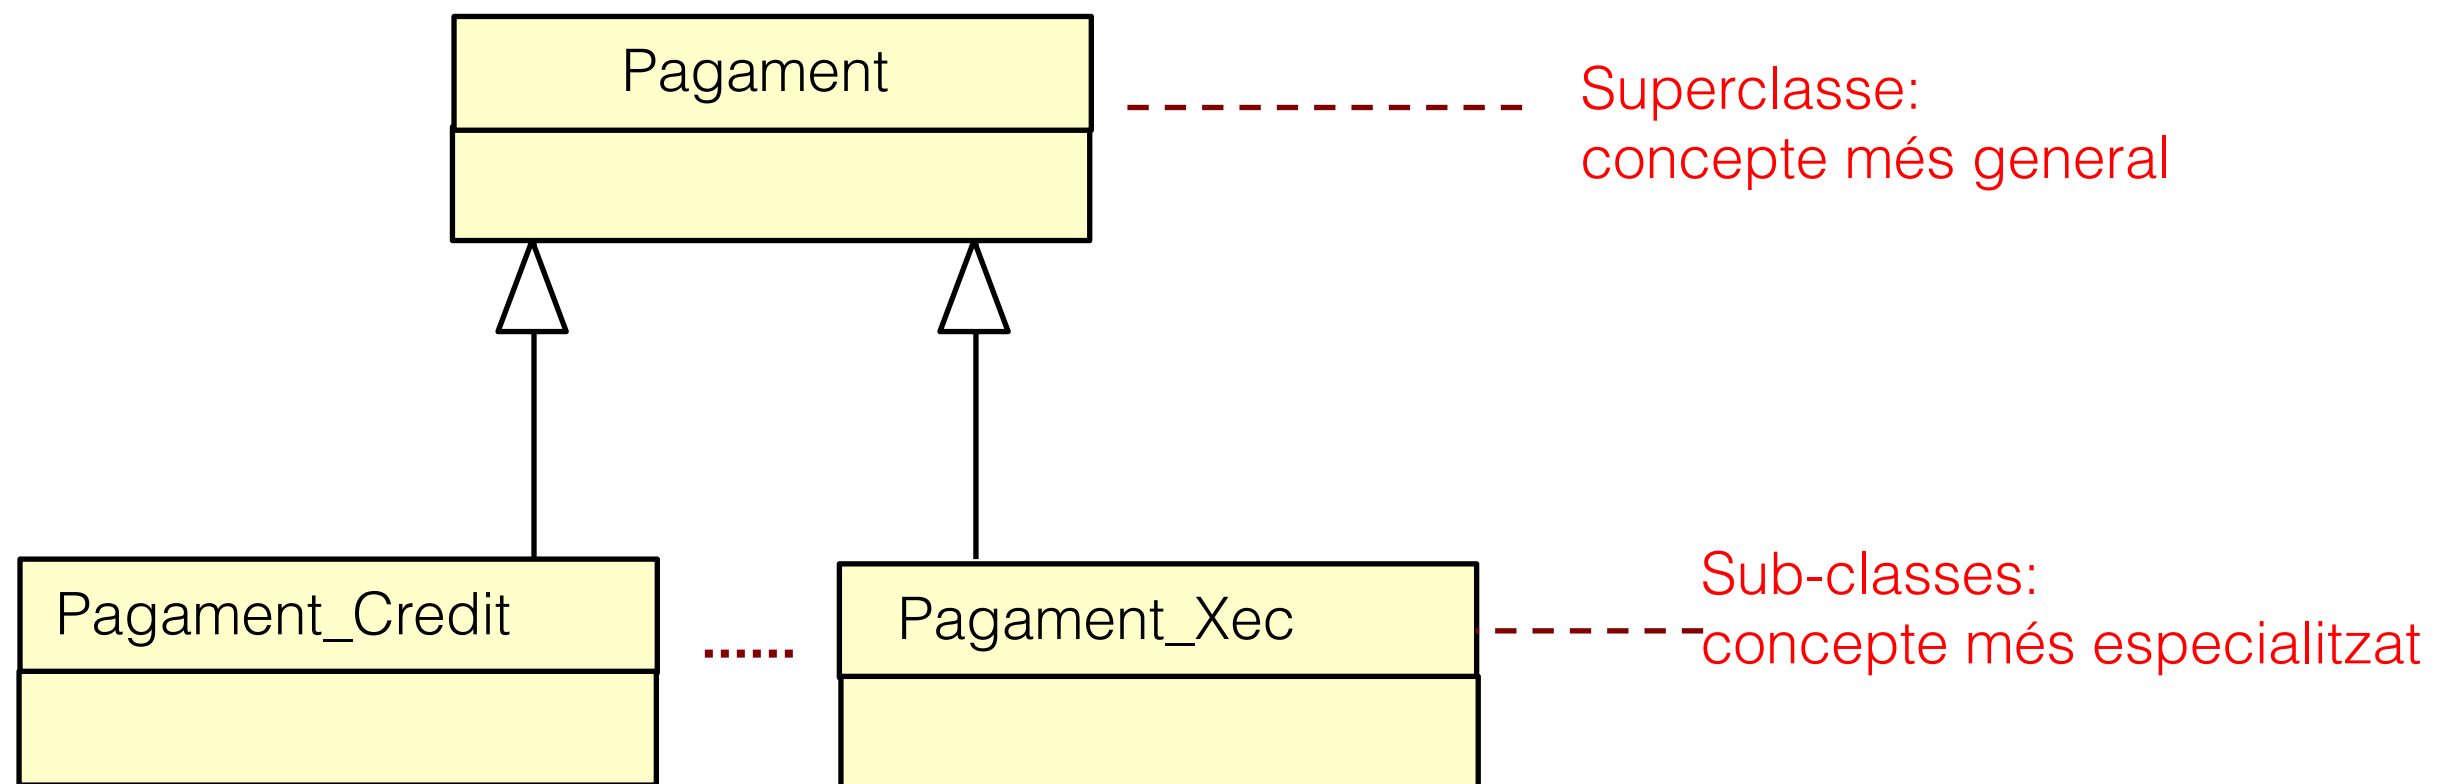 Pagament
Superclasse:
concepte més general
Pagament_Credit
Pagament_Xec
Sub-classes:
concepte més especialitzat